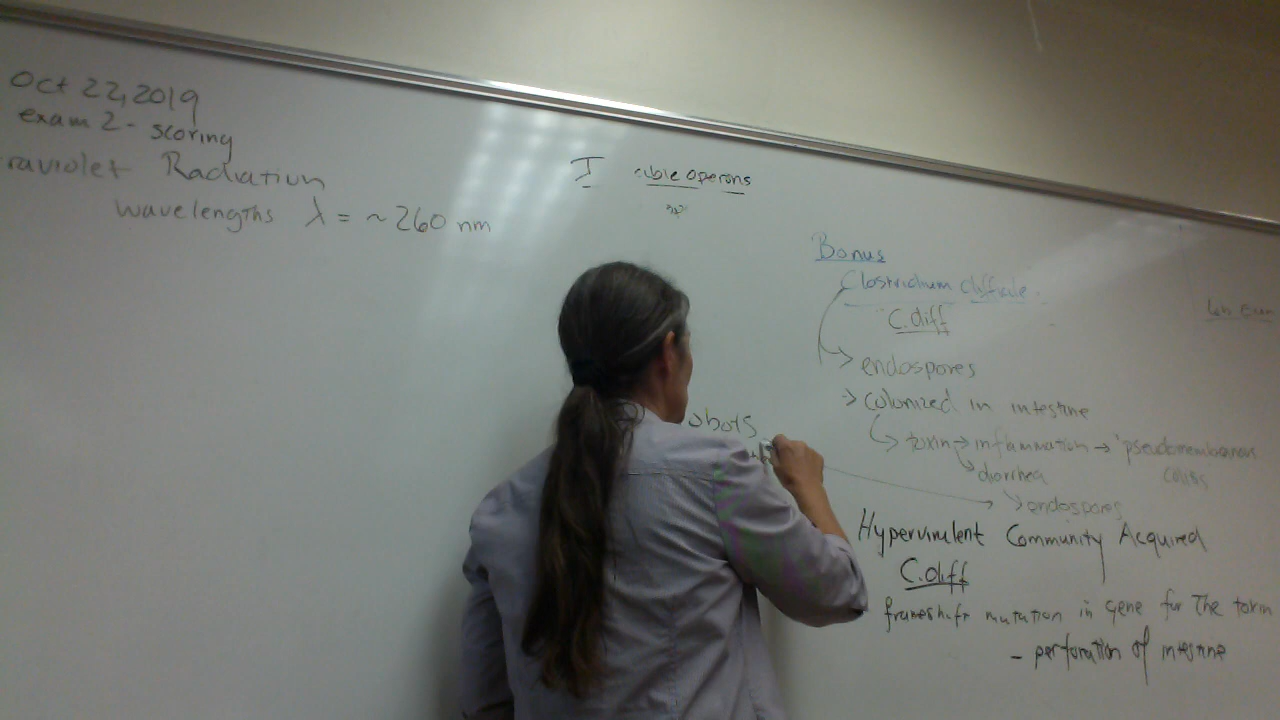 Oct 22, 2019
exam 2 - scoring
raviolet Radiation
wavelengths λ = ~260 nm
I cible operons
Bonus
Clostridium difficile
C.diff
→ endospores
→ colonized in intestine
→ toxin → inflammation → pseudomembranous
colitis
→ diarrhea
→ endospores
obots
Hypervirulent Community Acquired
C.diff
frameshift mutation in gene for The toxin
- perforation of intestine